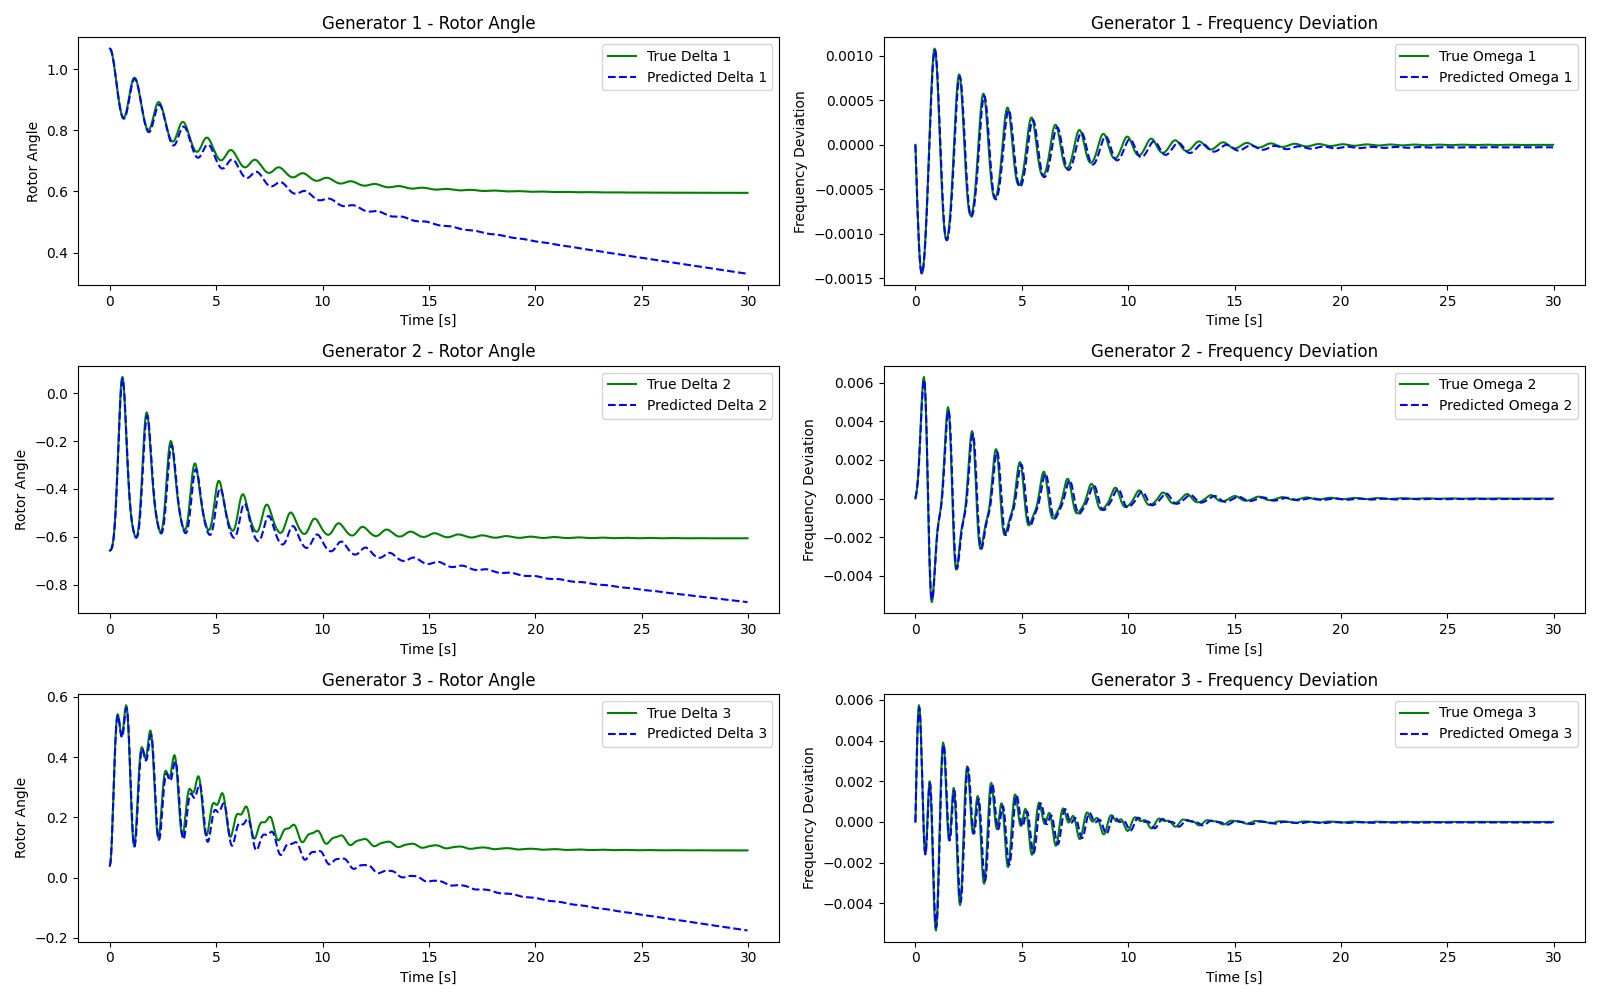 Generator 1 - Rotor Angle
Rotor Angle
1.0
0.8
0.6
0.4
True Delta 1
Predicted Delta 1
0 5 10 15 20 25 30
Time [s]
Generator 1 - Frequency Deviation
Frequency Deviation
0.0010
0.0005
0.0000
−0.0005
−0.0010
−0.0015
True Omega 1
Predicted Omega 1
0 5 10 15 20 25 30
Time [s]
Generator 2 - Rotor Angle
Rotor Angle
0.0
−0.2
−0.4
−0.6
−0.8
True Delta 2
Predicted Delta 2
0 5 10 15 20 25 30
Time [s]
Generator 2 - Frequency Deviation
Frequency Deviation
0.006
0.004
0.002
0.000
−0.002
−0.004
True Omega 2
Predicted Omega 2
0 5 10 15 20 25 30
Time [s]
Generator 3 - Rotor Angle
Rotor Angle
0.6
0.4
0.2
0.0
−0.2
True Delta 3
Predicted Delta 3
0 5 10 15 20 25 30
Time [s]
Generator 3 - Frequency Deviation
Frequency Deviation
0.006
0.004
0.002
0.000
−0.002
−0.004
True Omega 3
Predicted Omega 3
0 5 10 15 20 25 30
Time [s]